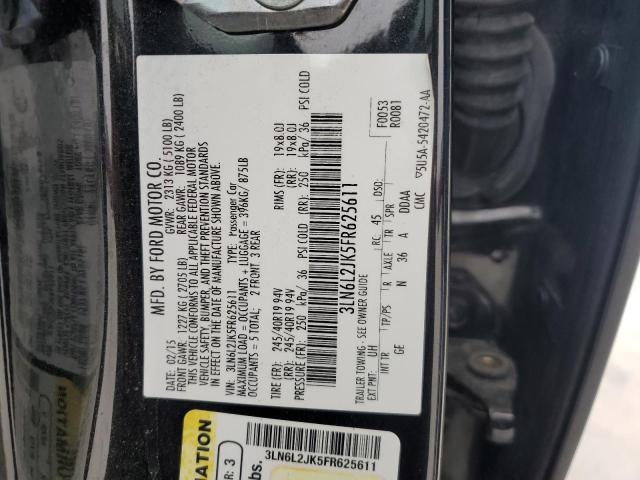 MFD. BY FORD MOTOR CO.
DATE: 02/15 GVWR: 2313 KG (5100 LB)
FRONT GAWR: 1227 KG (2705 LB) REAR GAWR: 1089 KG (2400 LB)
THIS VEHICLE CONFORMS TO ALL APPLICABLE FEDERAL MOTOR
VEHICLE SAFETY, BUMPER, AND THEFT PREVENTION STANDARDS
IN EFFECT ON THE DATE OF MANUFACTURE SHOWN ABOVE
VIN: 3LN6L2JK5FR625611 TYPE: Passenger Car
MAXIMUM LOAD = OCCUPANTS + LUGGAGE = 396KG/ 875LB
OCCUPANTS = 5 TOTAL: 2 FRONT 3 REAR
TIRE (FR): 245/40R19 94V RIMS (FR): 19x8.0J
(RR): 245/40R19 94V (RR): 19x8.0J
PRESSURE (FR): 250 kPa/ 36 PSI COLD (RR): 250 kPa/ 36 PSI COLD
3LN6L2JK5FR625611
F0053
R0081
TRAILER TOWING - SEE OWNER GUIDE
EXT PNT: UH RC: 45 DSO:
INT TR TP/PS R AXLE TR SPR
GE N 36 A DDAA
CMC 5U5A-5420472-AA
MATION
R: 3
lbs.
3LN6L2JK5FR625611